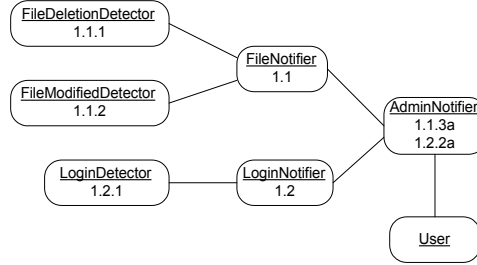 FileDeletionDetector
1.1.1
FileNotifier
1.1
FileModifiedDetector
1.1.2
AdminNotifier
1.1.3a
1.2.2a
LoginDetector
1.2.1
LoginNotifier
1.2
User